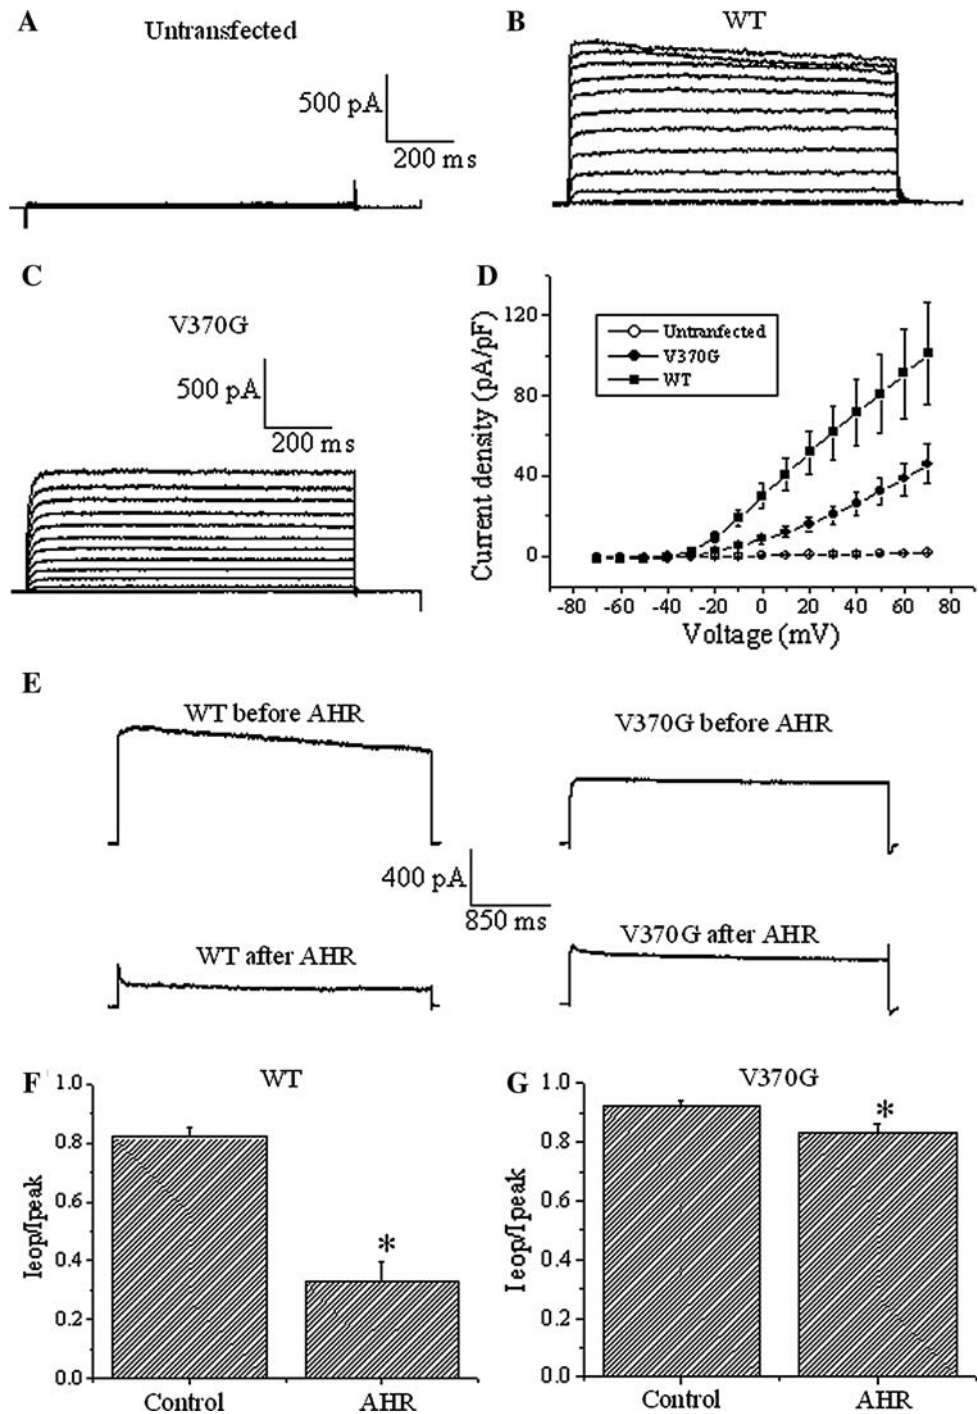 A
Untransfected
500 pA
200 ms
B
WT
C
V370G
500 pA
200 ms
D
Current density (pA/pF)
120
80
40
0
Untranfected
V370G
WT
-80 -60 -40 -20 0 20 40 60 80
Voltage (mV)
E
WT before AHR
V370G before AHR
400 pA
850 ms
WT after AHR
V370G after AHR
F
WT
Ieop/Ipeak
1.0
0.8
0.6
0.4
0.2
0.0
*
Control AHR
G
V370G
Ieop/Ipeak
1.0
0.8
0.6
0.4
0.2
0.0
*
Control AHR